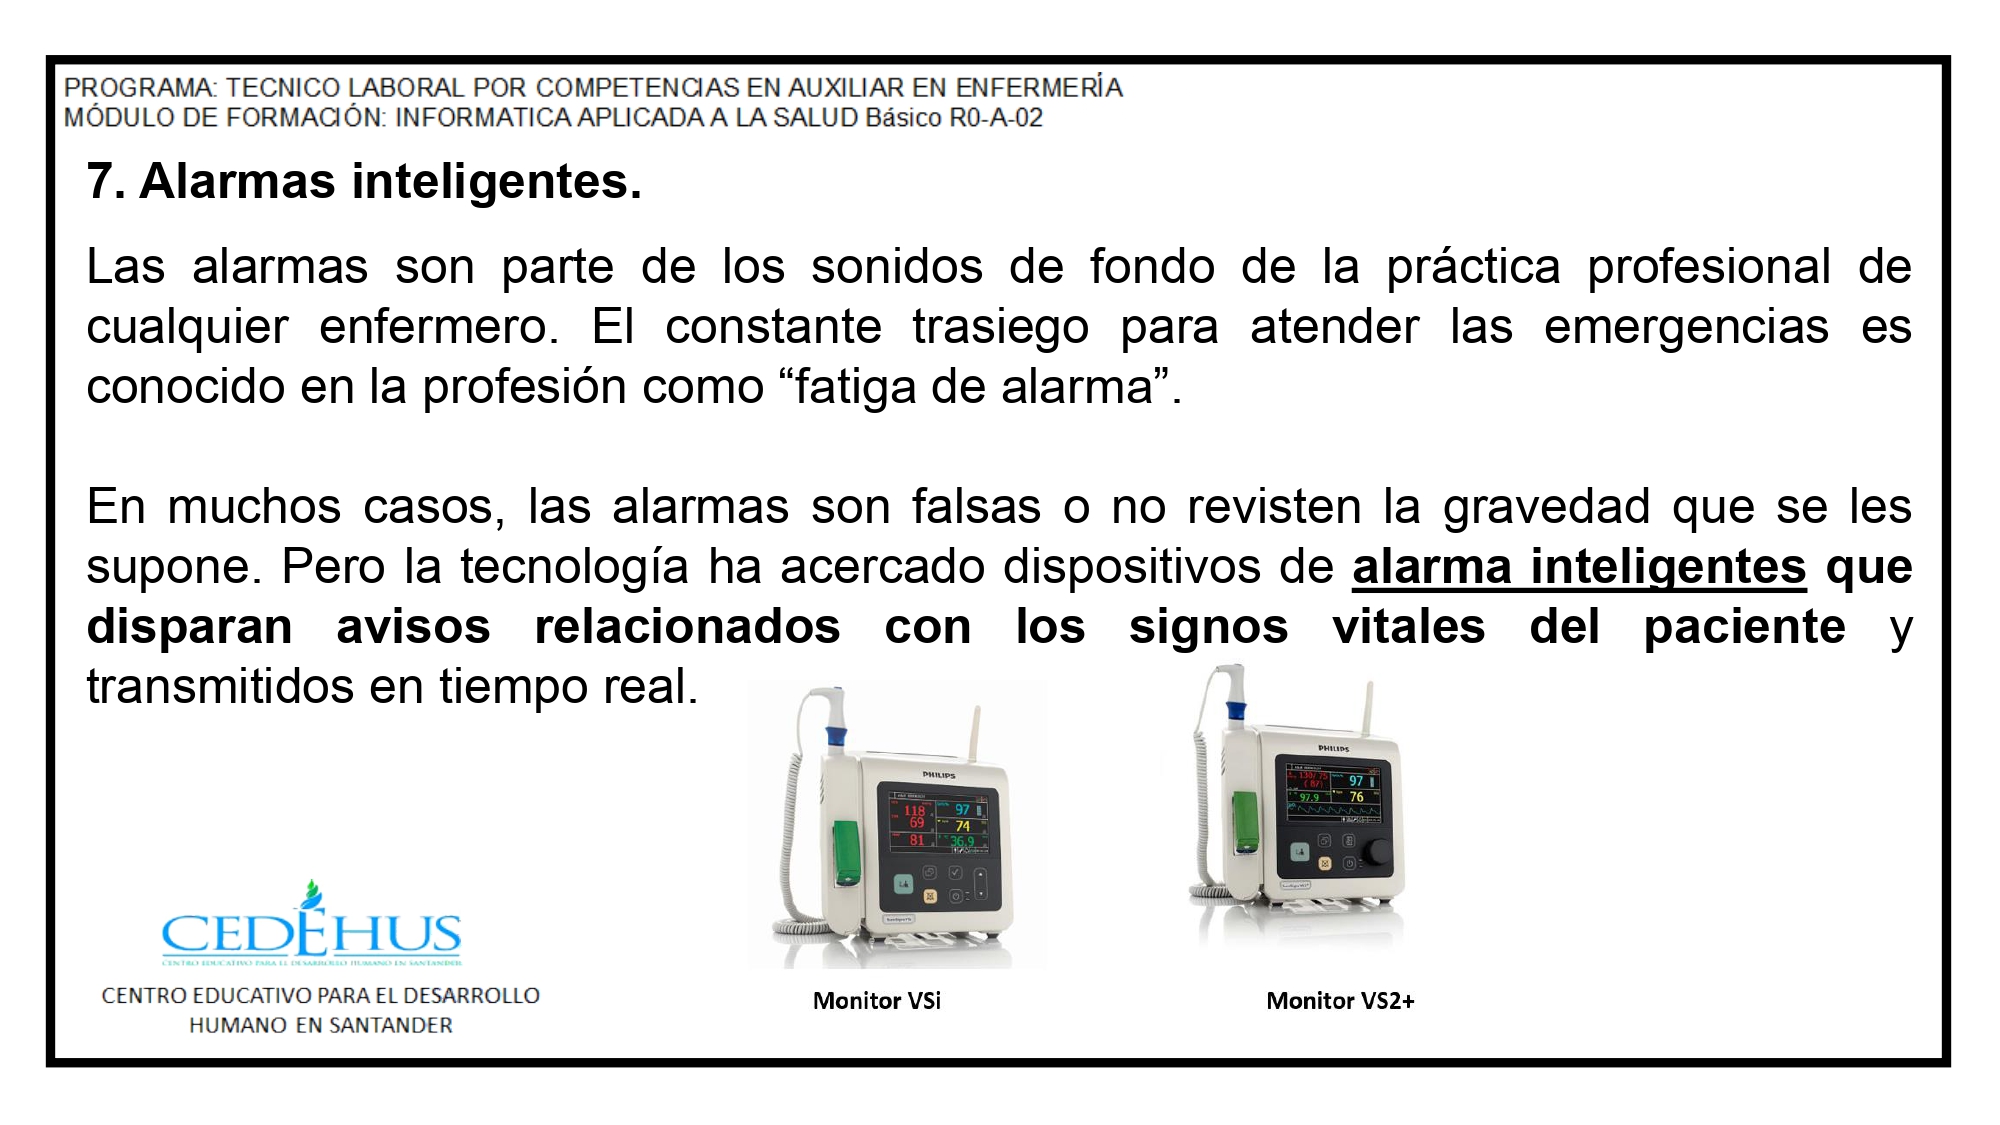 PROGRAMA: TECNICO LABORAL POR COMPETENCIAS EN AUXILIAR EN ENFERMERÍA
MÓDULO DE FORMACIÓN: INFORMATICA APLICADA A LA SALUD Básico R0-A-02
7. Alarmas inteligentes.
Las alarmas son parte de los sonidos de fondo de la práctica profesional de
cualquier enfermero. El constante trasiego para atender las emergencias es
conocido en la profesión como “fatiga de alarma”.
En muchos casos, las alarmas son falsas o no revisten la gravedad que se les
supone. Pero la tecnología ha acercado dispositivos de alarma inteligentes que
disparan avisos relacionados con los signos vitales del paciente y
transmitidos en tiempo real.
PHILIPS
118 97
69 74
81 36.9
PHILIPS
130/75 97
(87)
97.9 76
CEDEHUS
CENTRO EDUCATIVO PARA EL DESARROLLO HUMANO EN SANTANDER
CENTRO EDUCATIVO PARA EL DESARROLLO
HUMANO EN SANTANDER
Monitor VSi
Monitor VS2+